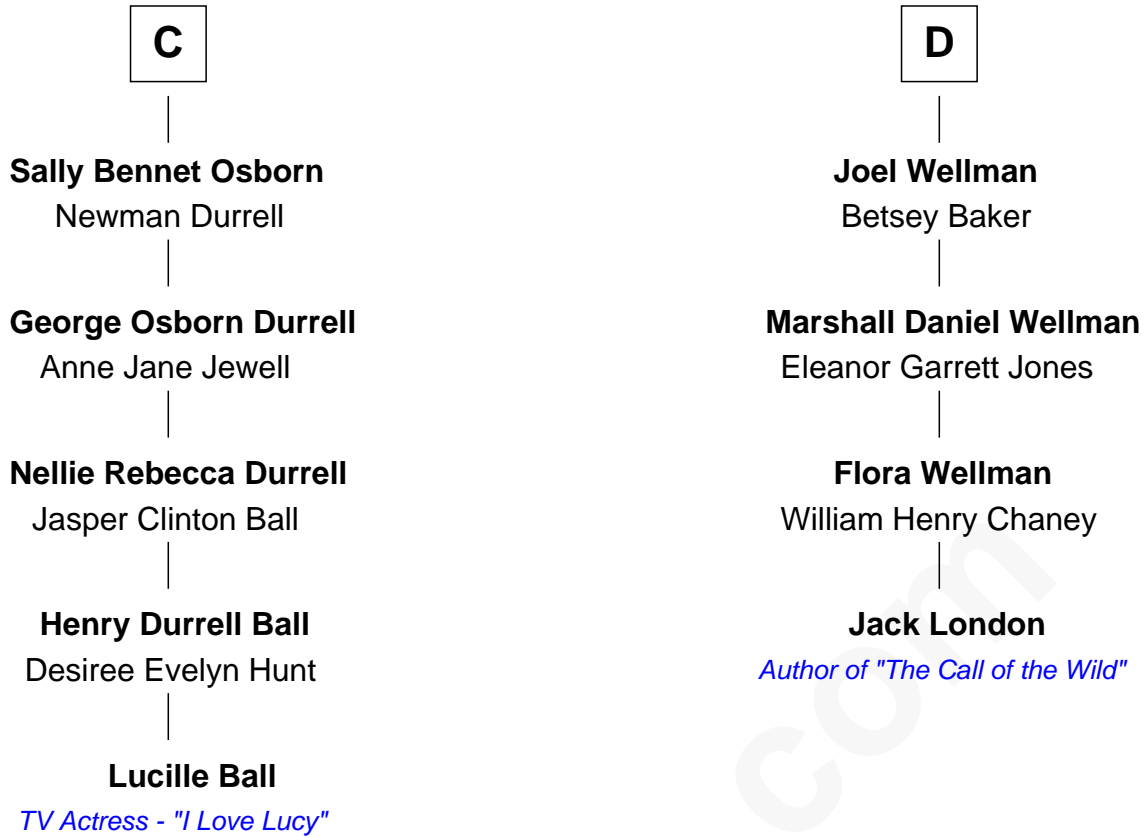 C
Sally Bennet Osborn
Newman Durrell
George Osborn Durrell
Anne Jane Jewell
Nellie Rebecca Durrell
Jasper Clinton Ball
Henry Durrell Ball
Desiree Evelyn Hunt
Lucille Ball
TV Actress - "I Love Lucy"
D
Joel Wellman
Betsey Baker
Marshall Daniel Wellman
Eleanor Garrett Jones
Flora Wellman
William Henry Chaney
Jack London
Author of "The Call of the Wild"
com